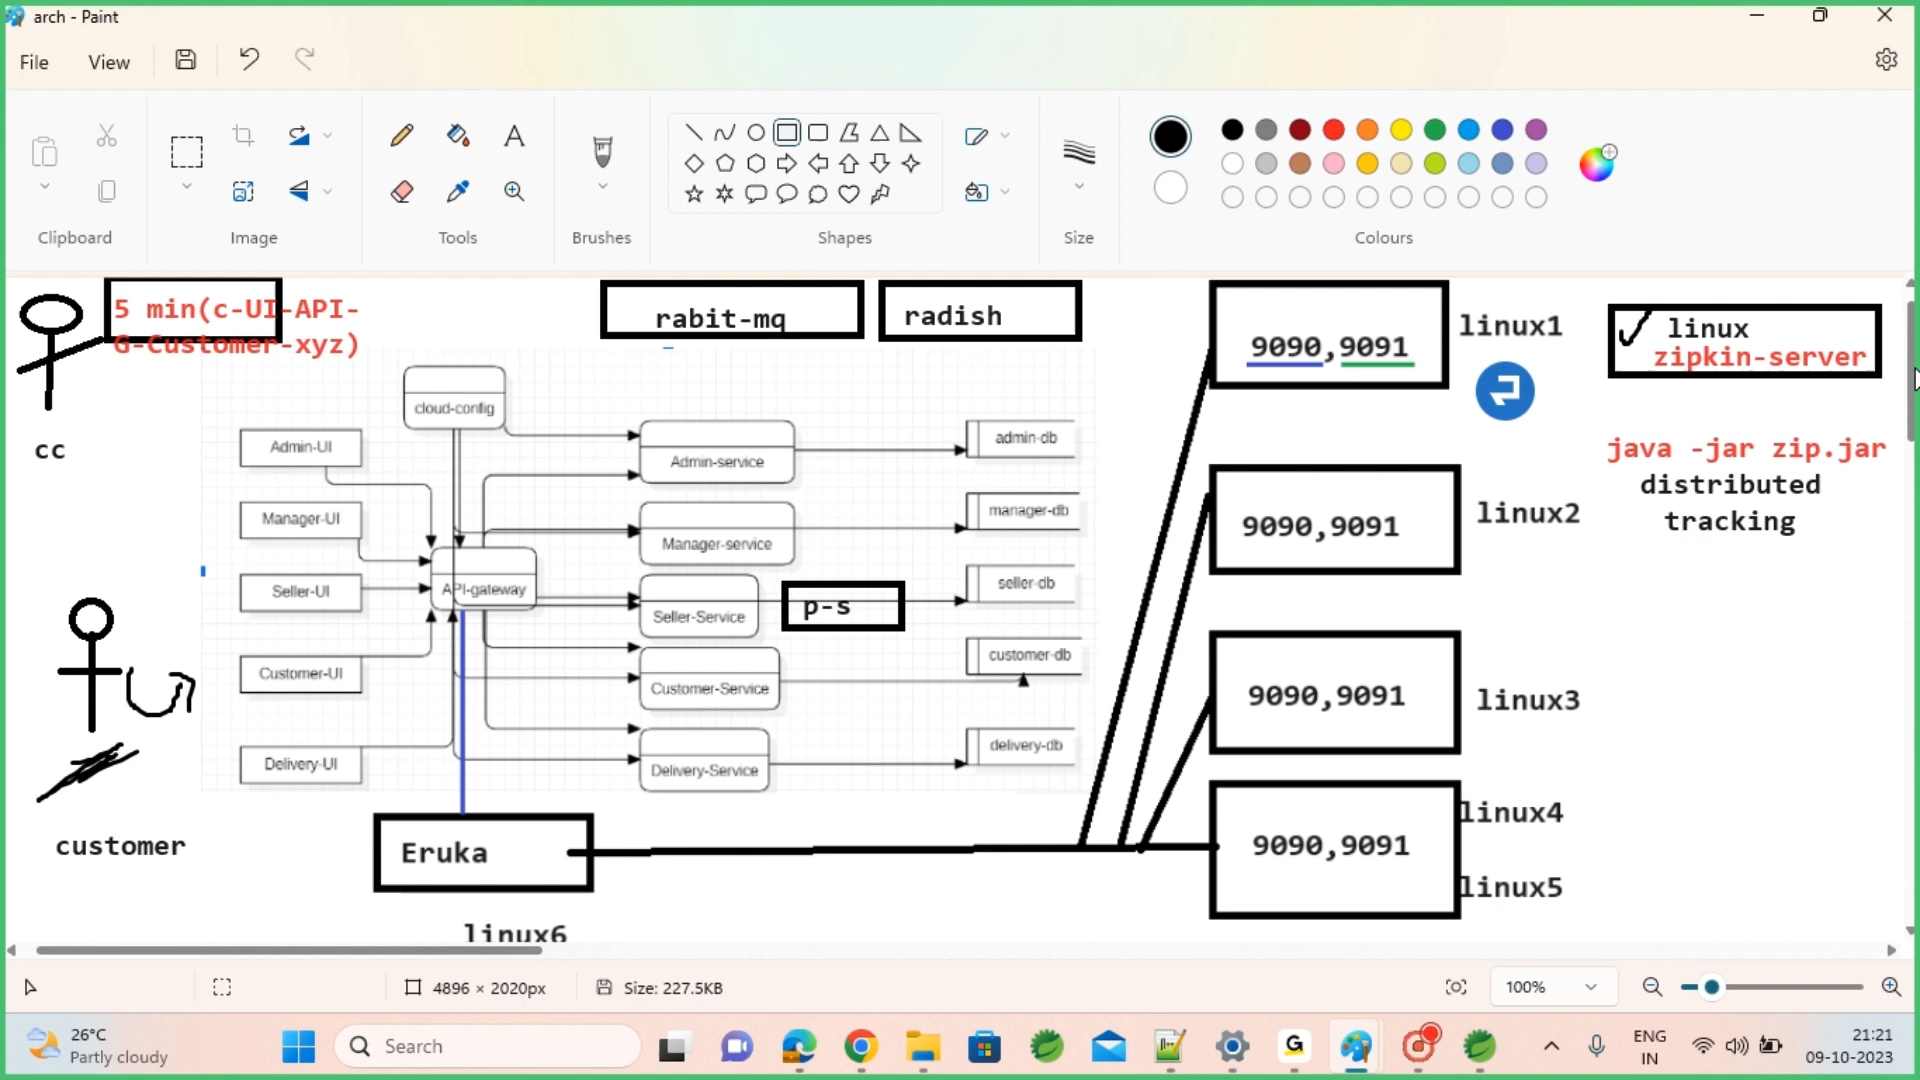 arch - Paint
File
View
Clipboard
Image
Tools
Brushes
Shapes
Size
Colours
5 min(c-UI-API-
G-Customer-xyz)
cc
customer
rabit-mq
radish
cloud-config
Admin-UI
Manager-UI
Seller-UI
Customer-UI
Delivery-UI
API-gateway
Admin-service
Manager-service
Seller-Service
Customer-Service
Delivery-Service
p-s
admin-db
manager-db
seller-db
customer-db
delivery-db
Eruka
linux6
9090,9091
linux1
9090,9091
linux2
9090,9091
linux3
9090,9091
linux4
linux5
linux
zipkin-server
java -jar zip.jar
distributed
tracking
4896 × 2020px
Size: 227.5KB
100%
26°C
Partly cloudy
Search
G
ENG
IN
21:21
09-10-2023